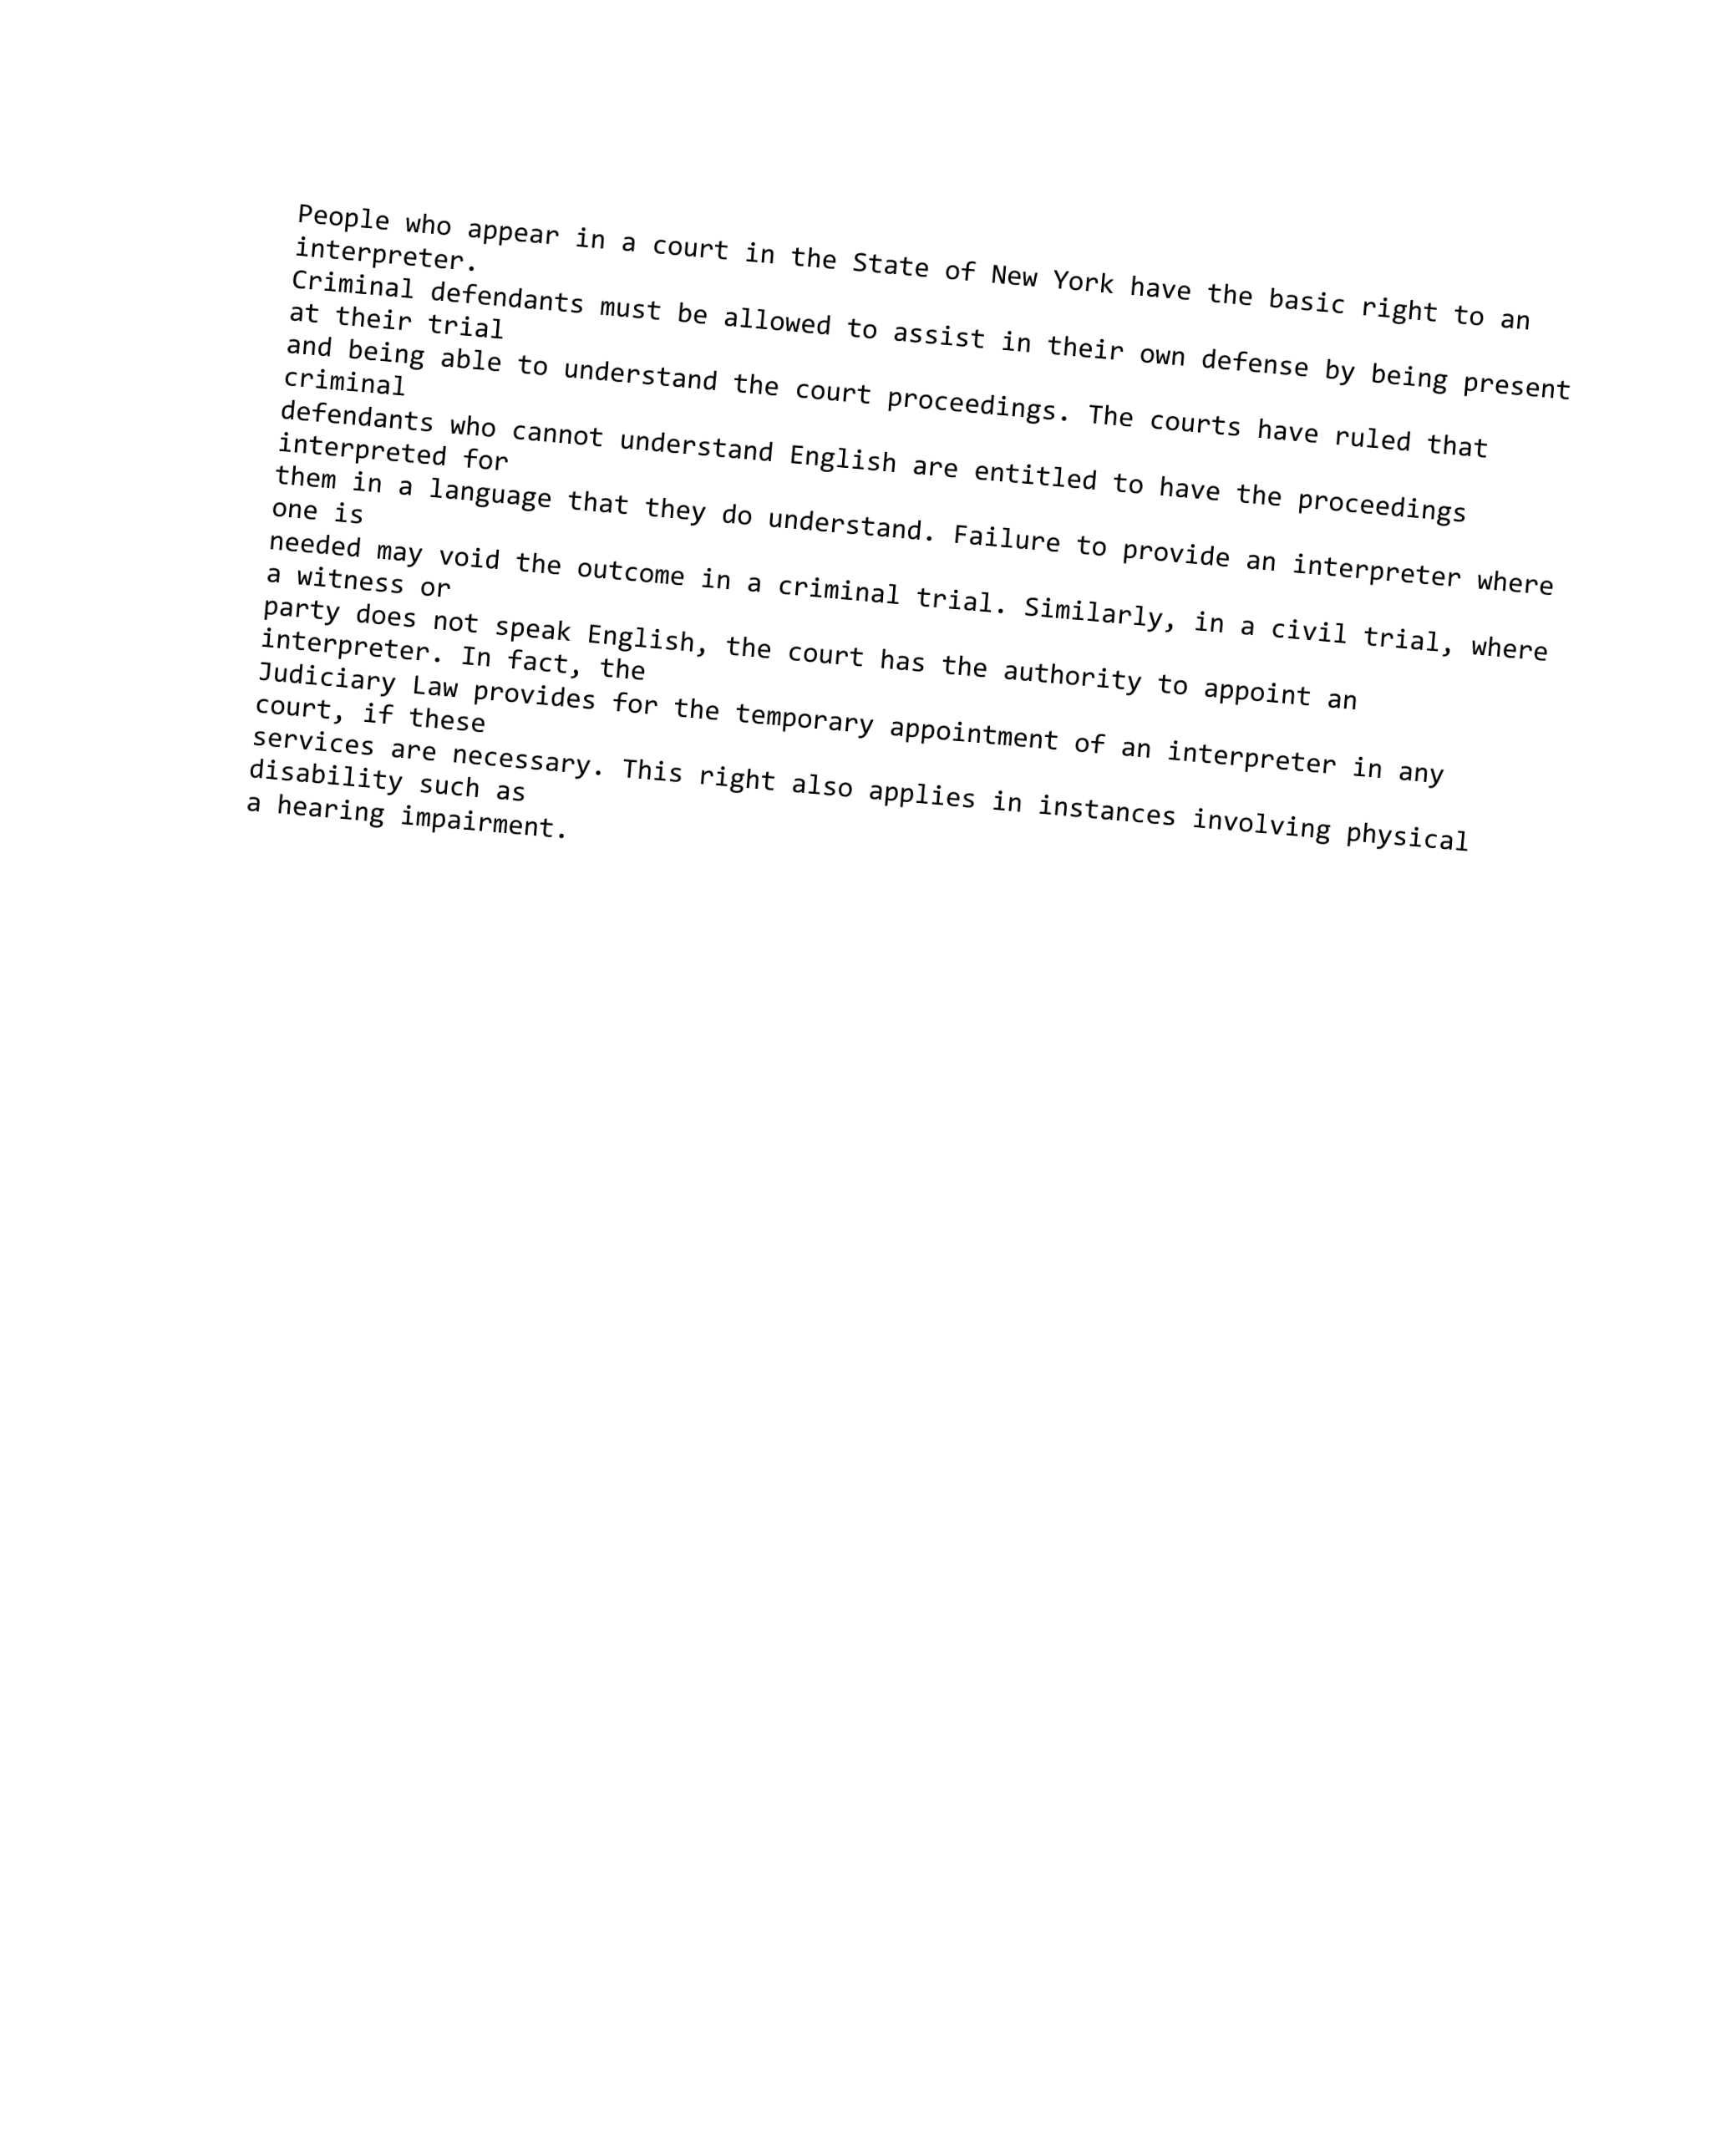 People who appear in a court in the State of New York have the basic right to an
interpreter.
Criminal defendants must be allowed to assist in their own defense by being present
at their trial
and being able to understand the court proceedings. The courts have ruled that
criminal
defendants who cannot understand English are entitled to have the proceedings
interpreted for
them in a language that they do understand. Failure to provide an interpreter where
one is
needed may void the outcome in a criminal trial. Similarly, in a civil trial, where
a witness or
party does not speak English, the court has the authority to appoint an
interpreter. In fact, the
Judiciary Law provides for the temporary appointment of an interpreter in any
court, if these
services are necessary. This right also applies in instances involving physical
disability such as
a hearing impairment.